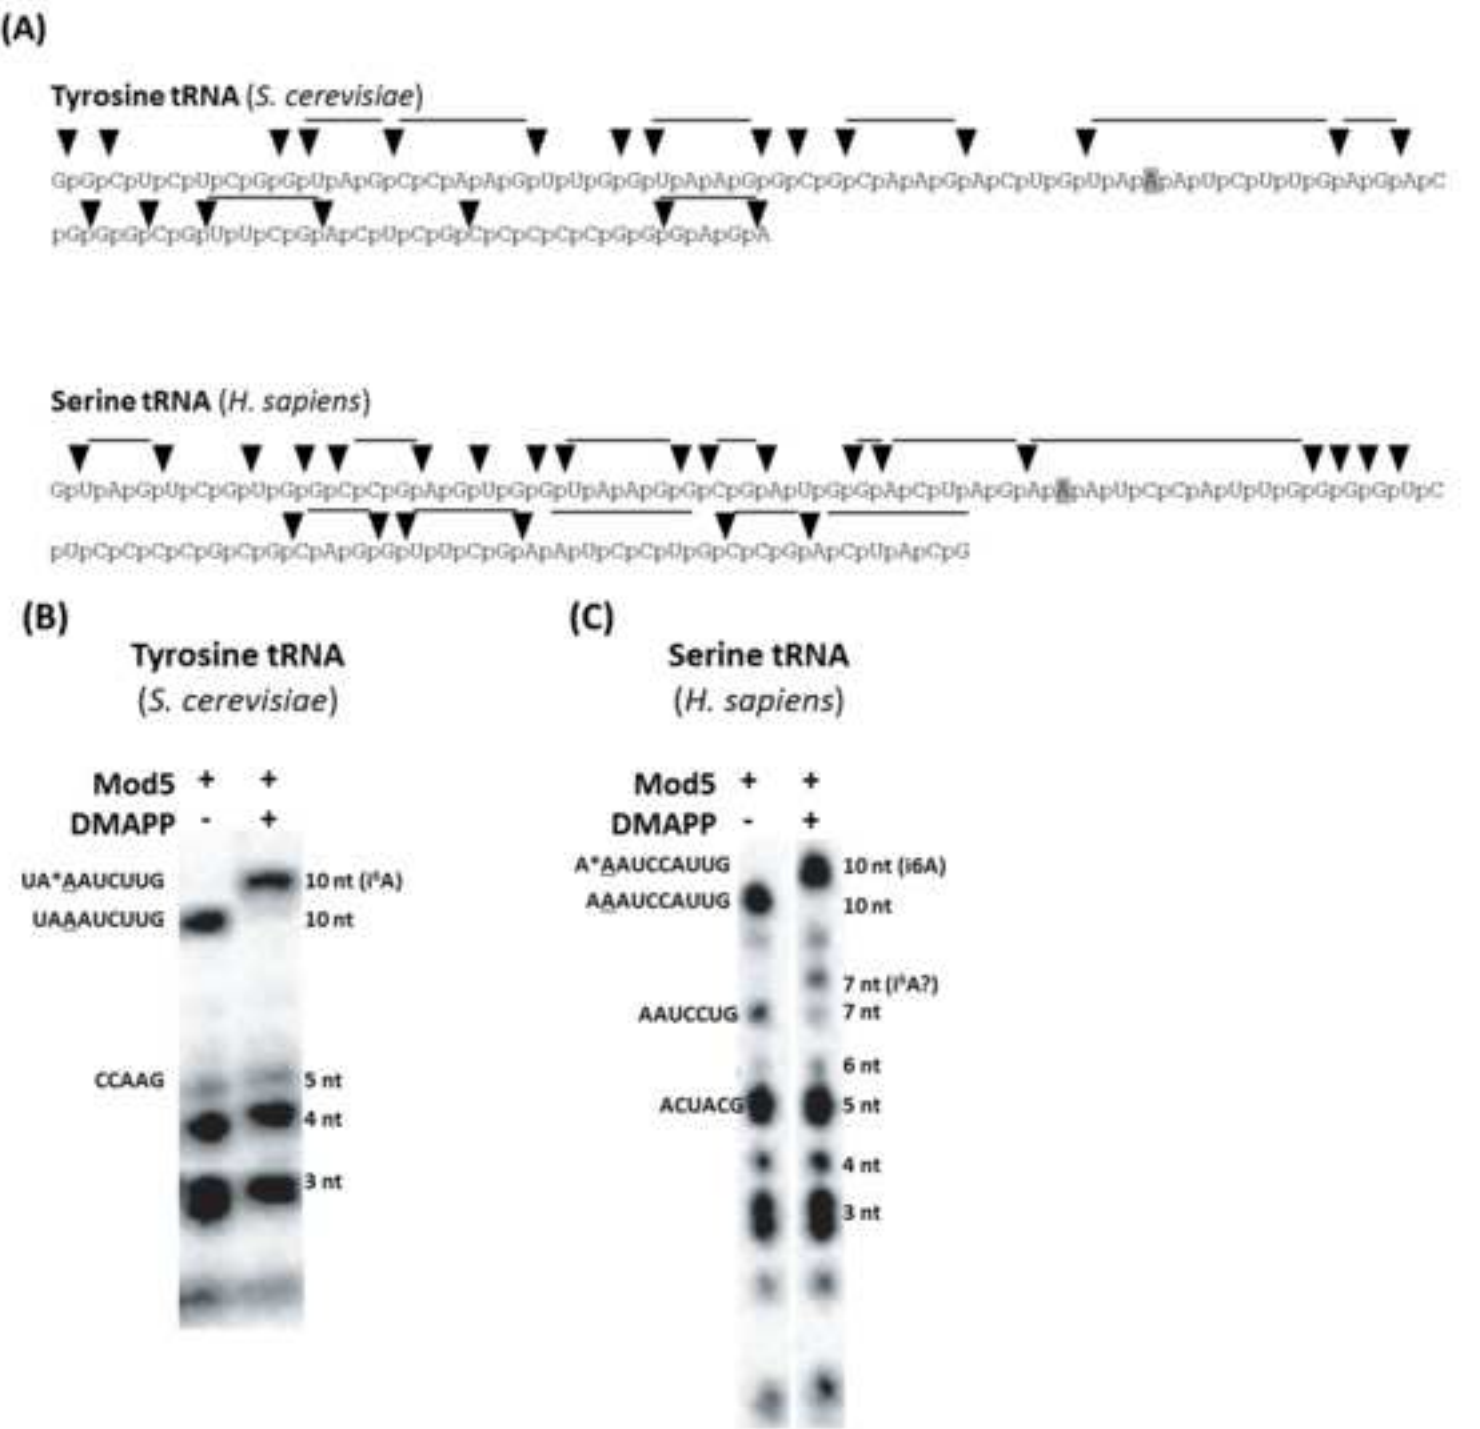 (A)
Tyrosine tRNA (S. cerevisiae)
GpGpCpUpCpUpCpGpGpUpApGpCpCpApApGpUpUpGpGpUpApApGpGpCpGpCpApApGpApCpUpGpUpApApApUpCpUpUpGpApGpApC
pGpGpGpCpGpUpUpCpGpApCpUpCpGpCpCpCpCpCpGpGpGpApGpA
Serine tRNA (H. sapiens)
GpUpApGpUpCpGpUpGpGpCpCpGpApGpUpGpGpUpApApGpGpCpGpApUpGpGpApCpUpApGpApApApUpCpCpApUpUpGpGpGpGpUpC
pUpCpCpCpCpGpCpGpCpApGpGpUpUpCpGpApApUpCpCpUpGpCpCpGpApCpUpApCpG
(B)
Tyrosine tRNA
(S. cerevisiae)
Mod5 + +
DMAPP - +
UA*AAUCUUG 10 nt (i⁶A)
UAAAUCUUG 10 nt
CCAAG 5 nt
4 nt
3 nt
(C)
Serine tRNA
(H. sapiens)
Mod5 + +
DMAPP - +
A*AAUCCAUUG 10 nt (i6A)
AAAUCCAUUG 10 nt
7 nt (i⁶A?)
AAUCCUG 7 nt
6 nt
ACUACG 5 nt
4 nt
3 nt